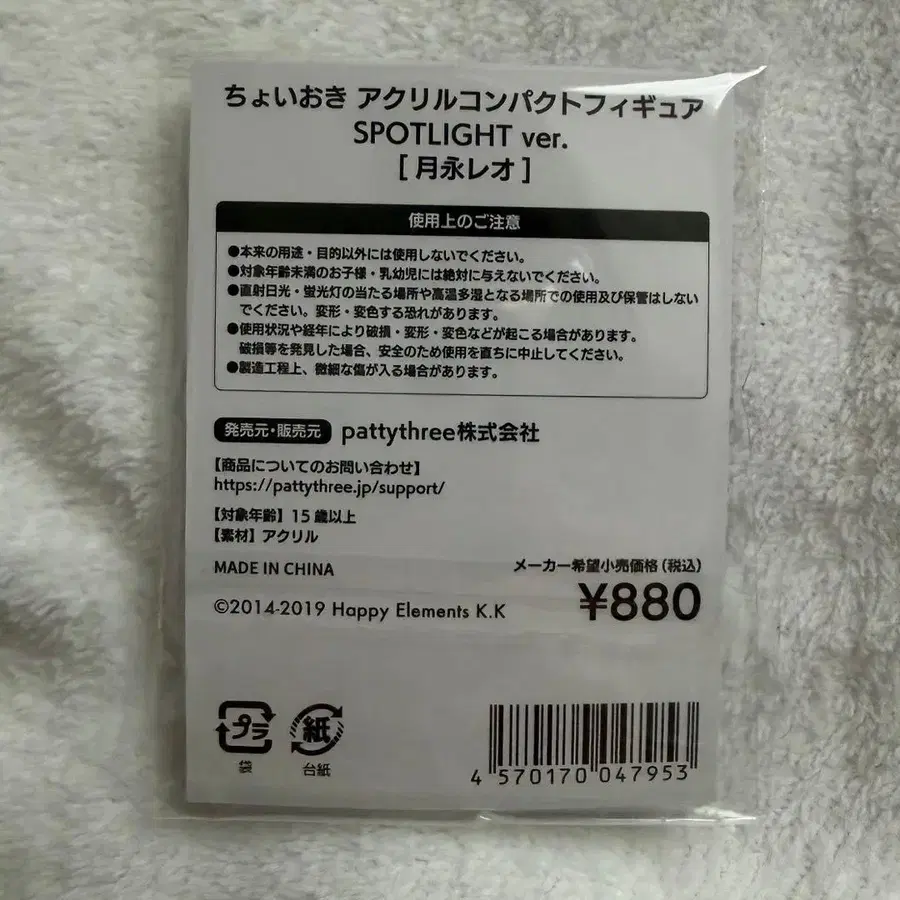 ちょいおき アクリルコンパクトフィギュア
SPOTLIGHT ver.
[ 月永レオ ]
使用上のご注意
●本来の用途・目的以外には使用しないでください。
●対象年齢未満のお子様・乳幼児には絶対に与えないでください。
●直射日光・蛍光灯の当たる場所や高温多湿となる場所での使用及び保管はしない
でください。変形・変色する恐れがあります。
●使用状況や経年により破損・変形・変色などが起こる場合があります。
破損等を発見した場合、安全のため使用を直ちに中止してください。
●製造工程上、微細な傷が入る場合があります。
発売元・販売元 pattythree株式会社
【商品についてのお問い合わせ】
https://pattythree.jp/support/
【対象年齢】15歳以上
【素材】アクリル
MADE IN CHINA
メーカー希望小売価格（税込）
¥880
©2014-2019 Happy Elements K.K
プラ 紙
袋 台紙
4 570170 047953